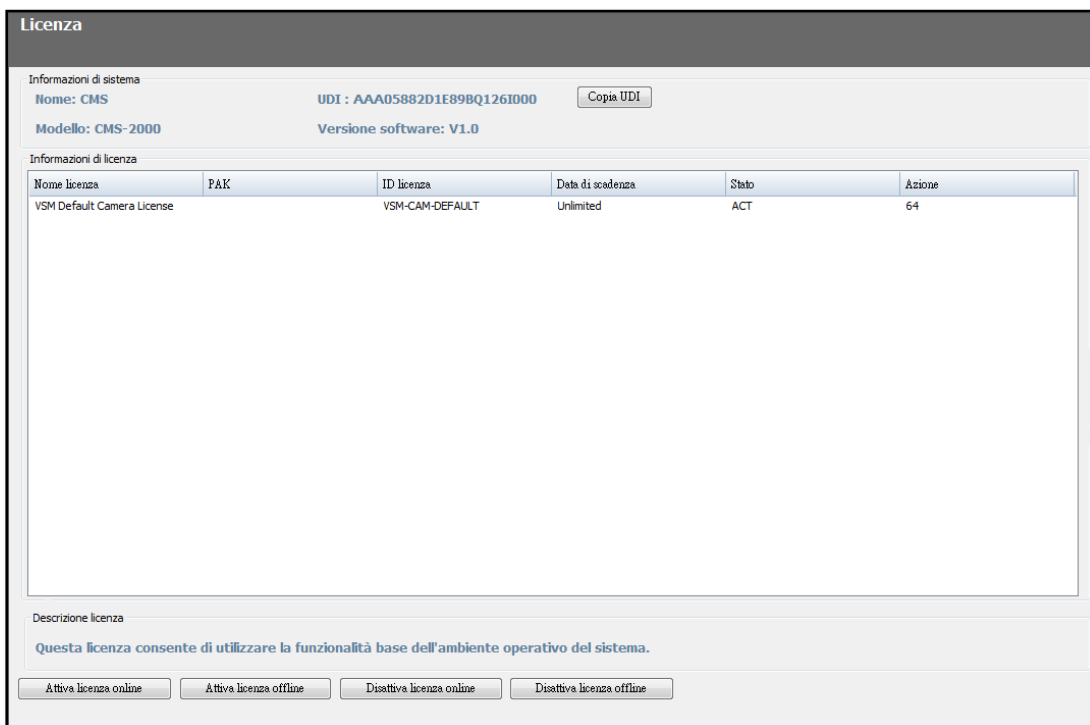 Licenza
Informazioni di sistema
Nome: CMS UDI : AAA05882D1E89BQ126I000 Copia UDI
Modello: CMS-2000 Versione software: V1.0
Informazioni di licenza
Nome licenza PAK ID licenza Data di scadenza Stato Azione
VSM Default Camera License VSM-CAM-DEFAULT Unlimited ACT 64
Descrizione licenza
Questa licenza consente di utilizzare la funzionalità base dell'ambiente operativo del sistema.
Attiva licenza online Attiva licenza offline Disattiva licenza online Disattiva licenza offline